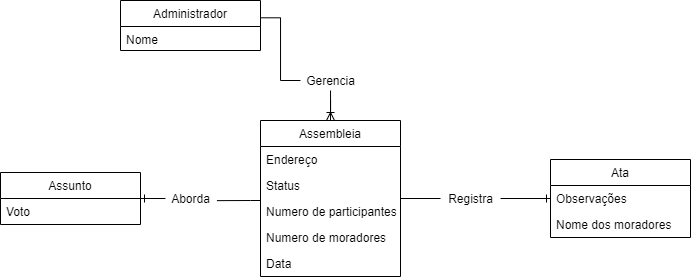 Administrador
Nome
Gerencia
Assembleia
Endereço
Status
Numero de participantes
Numero de moradores
Data
Assunto
Voto
Aborda
Registra
Ata
Observações
Nome dos moradores